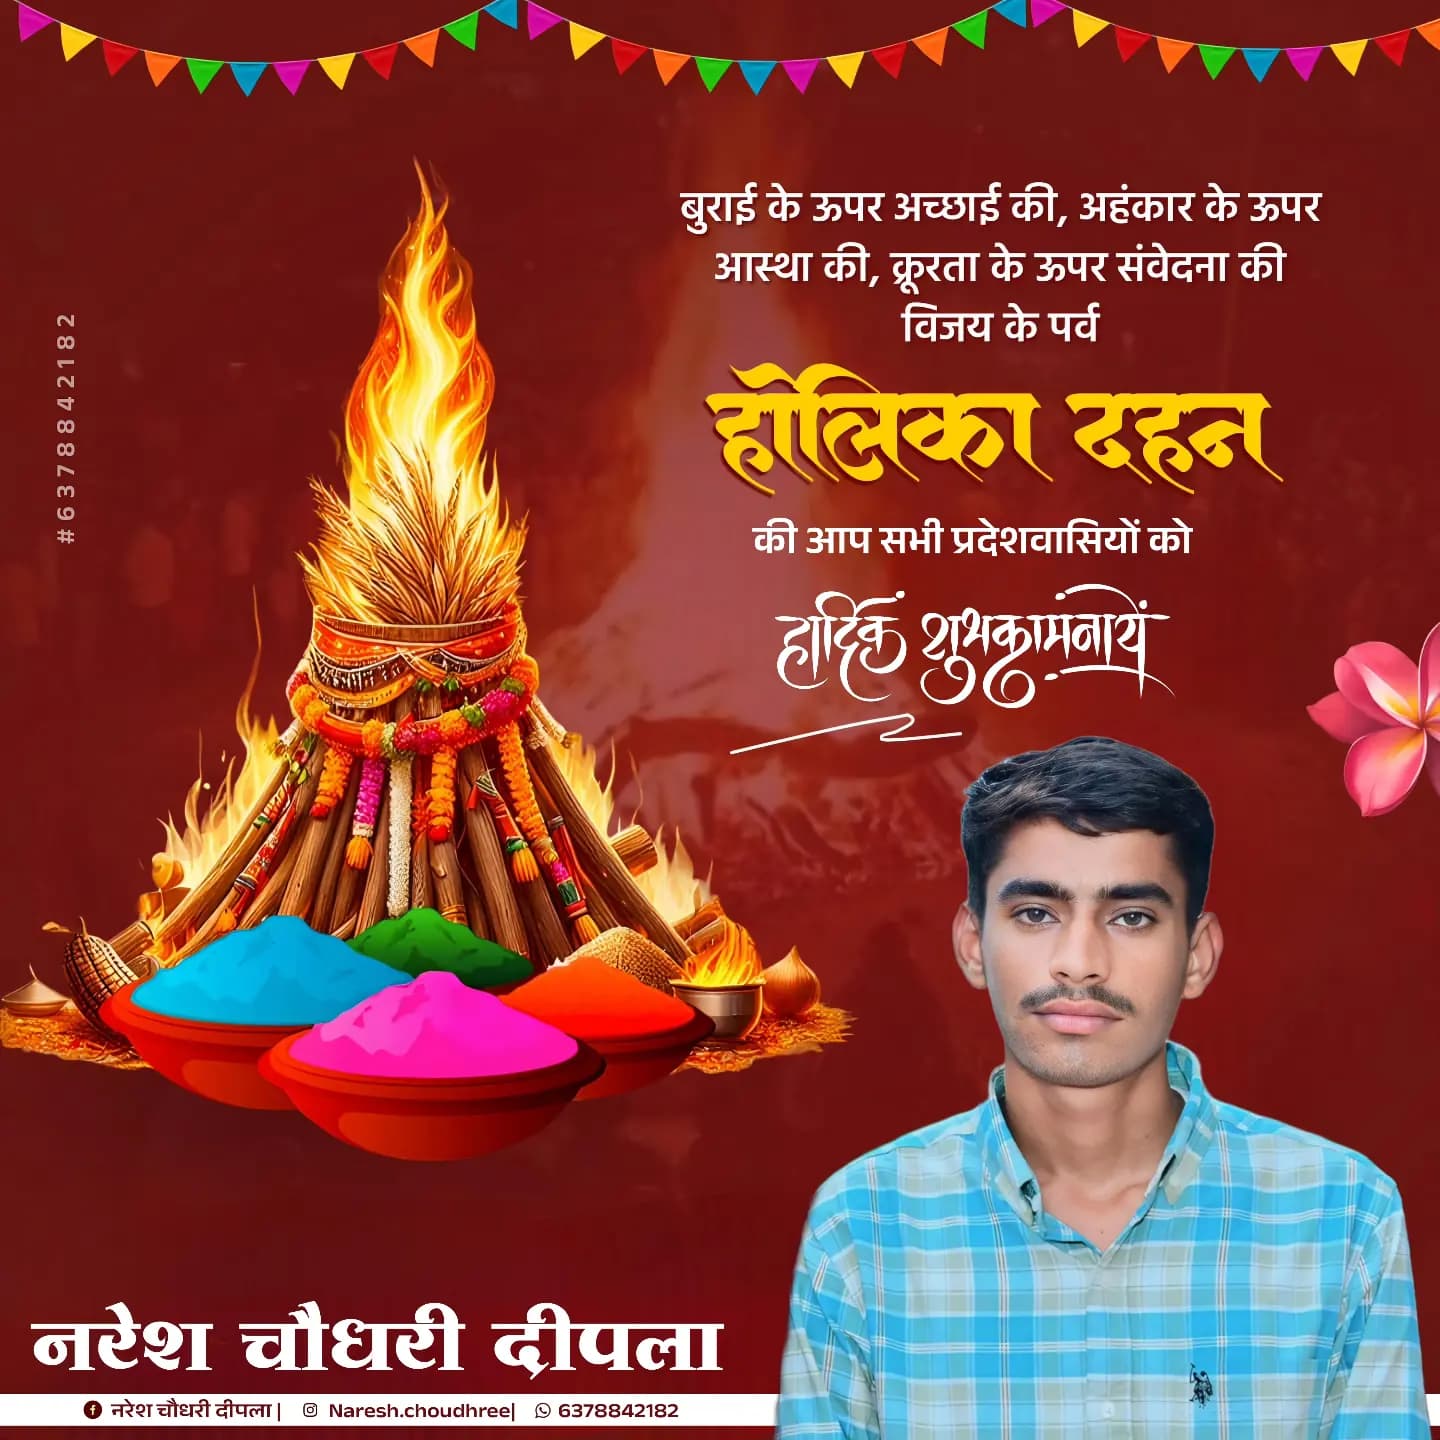 बुराई के ऊपर अच्छाई की, अहंकार के ऊपर
आस्था की, क्रूरता के ऊपर संवेदना की
विजय के पर्व
होलिका दहन
की आप सभी प्रदेशवासियों को
हार्दिक शुभकामंनायें
#6378842182
नरेश चौधरी दीपला
नरेश चौधरी दीपला | Naresh.choudhree| 6378842182